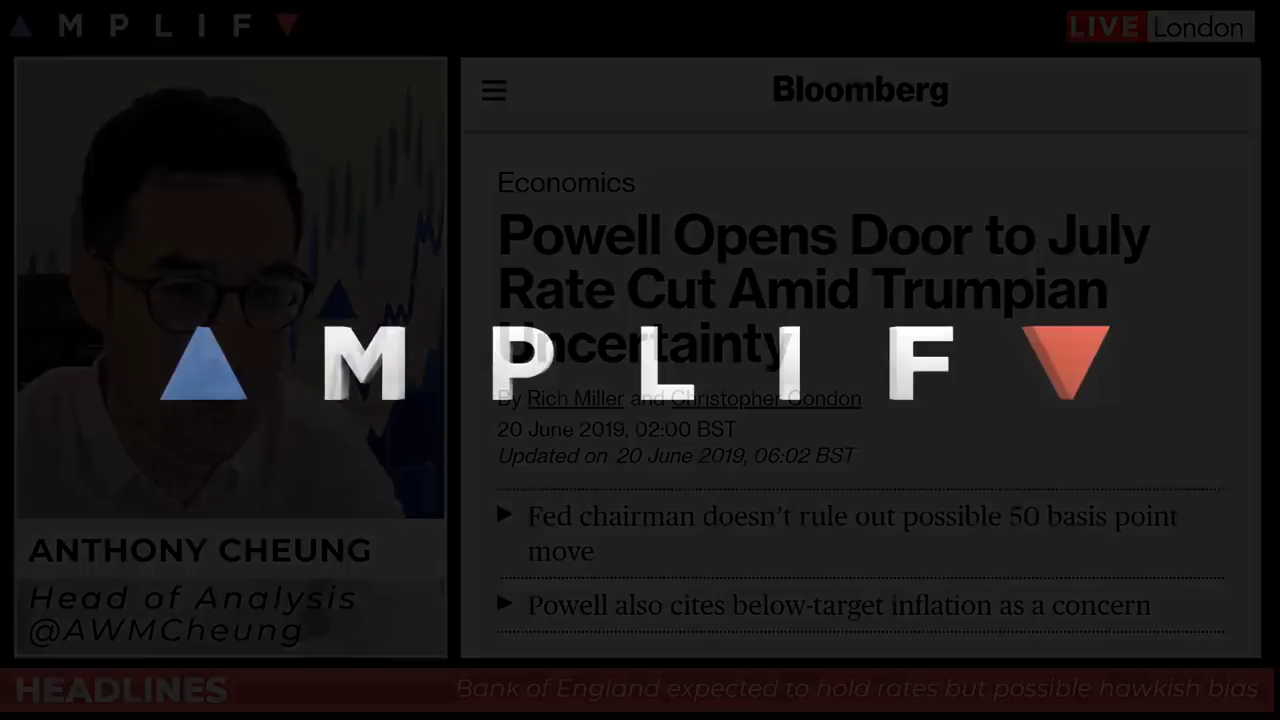 MPLIF
LIVE London
Bloomberg
Economics
Powell Opens Door to July
Rate Cut Amid Trumpian
Uncertainty
By Rich Miller and Christopher Condon
20 June 2019, 02:00 BST
Updated on 20 June 2019, 06:02 BST
Fed chairman doesn't rule out possible 50 basis point
move
Powell also cites below-target inflation as a concern
MPLIF
ANTHONY CHEUNG
Head of Analysis
@AWMCheung
HEADLINES Bank of England expected to hold rates but possible hawkish bias